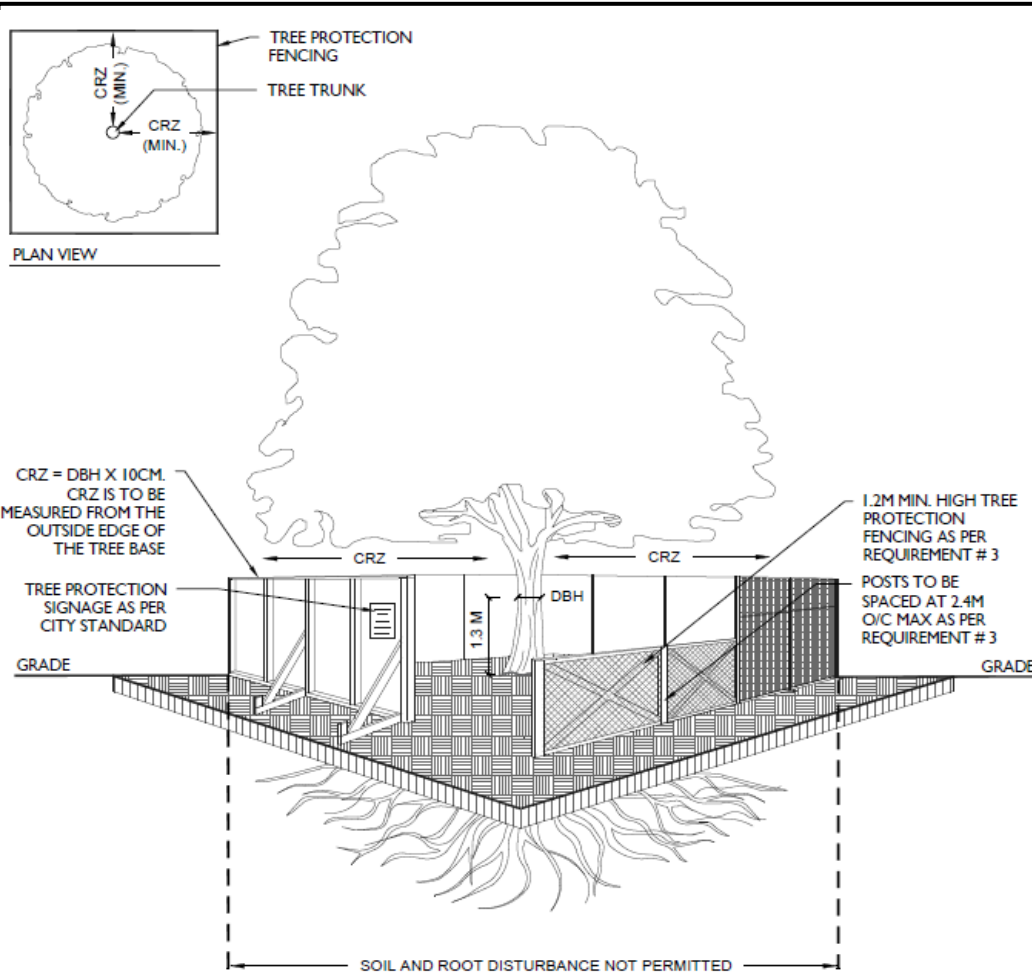 TREE PROTECTION
FENCING
TREE TRUNK
CRZ
(MIN.)
CRZ
(MIN.)
PLAN VIEW
CRZ = DBH X 10CM.
CRZ IS TO BE
MEASURED FROM THE
OUTSIDE EDGE OF
THE TREE BASE
TREE PROTECTION
SIGNAGE AS PER
CITY STANDARD
CRZ
CRZ
1.2M MIN. HIGH TREE
PROTECTION
FENCING AS PER
REQUIREMENT # 3
POSTS TO BE
SPACED AT 2.4M
O/C MAX AS PER
REQUIREMENT # 3
DBH
1.3 M
GRADE
GRADE
SOIL AND ROOT DISTURBANCE NOT PERMITTED